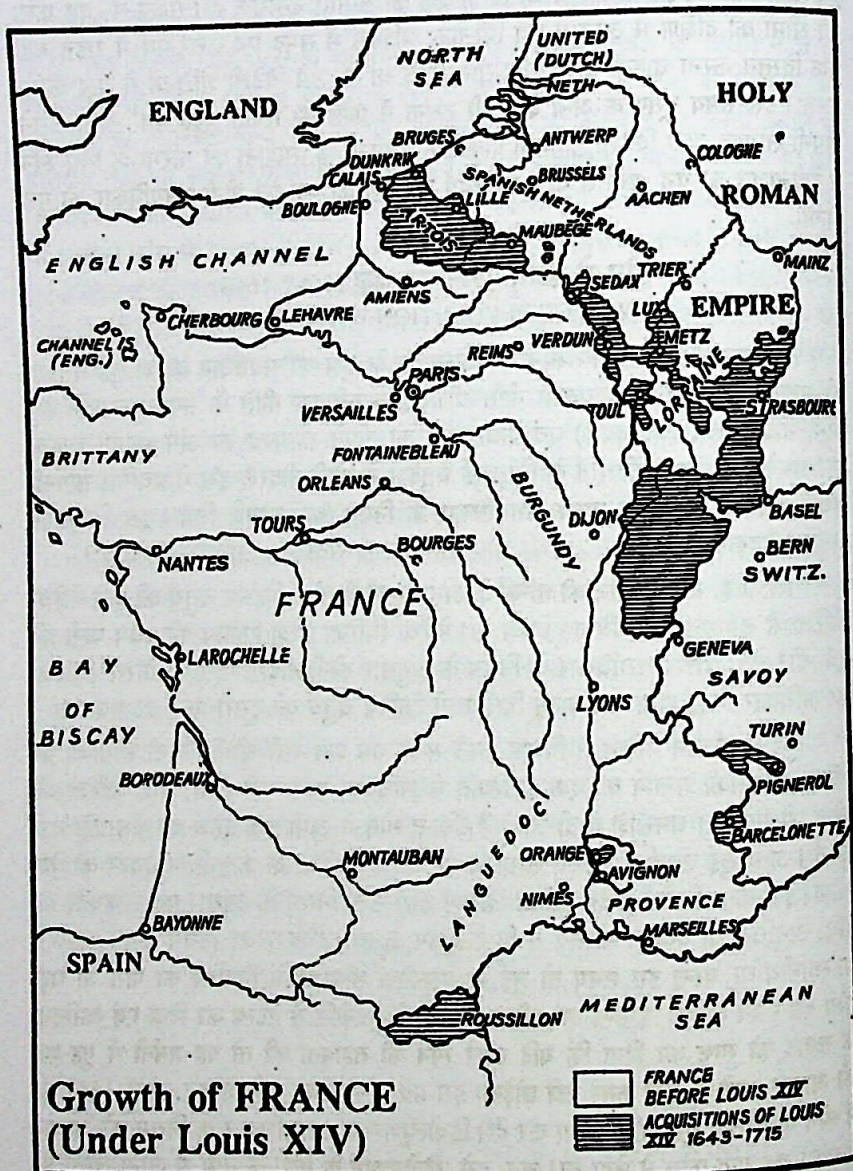 NORTH
SEA
UNITED
(DUTCH)
NETH
HOLY
ENGLAND
BRUGES
ANTWERP
COLOGNE
DUNKRIK
CALAIS
SPANISH NETHERLANDS
BRUSSELS
AACHEN
ROMAN
BOULOGNE
LILLE
ARTOIS
MAUBEGE
ENGLISH CHANNEL
MAINZ
AMIENS
SEDAX
TRIER
LUX
EMPIRE
CHERBOURG
LEHAVRE
CHANNEL IS
(ENG.)
REIMS
VERDUN
METZ
PARIS
VERSAILLES
TOUL
LORRAINE
STRASBOURG
BRITTANY
FONTAINEBLEAU
ORLEANS
BURGUNDY
TOURS
DIJON
BASEL
NANTES
BOURGES
BERN
SWITZ.
FRANCE
GENEVA
BAY
OF
BISCAY
LAROCHELLE
LYONS
SAVOY
TURIN
PIGNEROL
BORODEAUX
BARCELONETTE
LANGUEDOC
MONTAUBAN
ORANGE
AVIGNON
NIMES
PROVENCE
BAYONNE
MARSEILLES
SPAIN
ROUSSILLON
MEDITERRANEAN
SEA
Growth of FRANCE
(Under Louis XIV)
FRANCE
BEFORE LOUIS XIV
ACQUISITIONS OF LOUIS
XIV 1643-1715